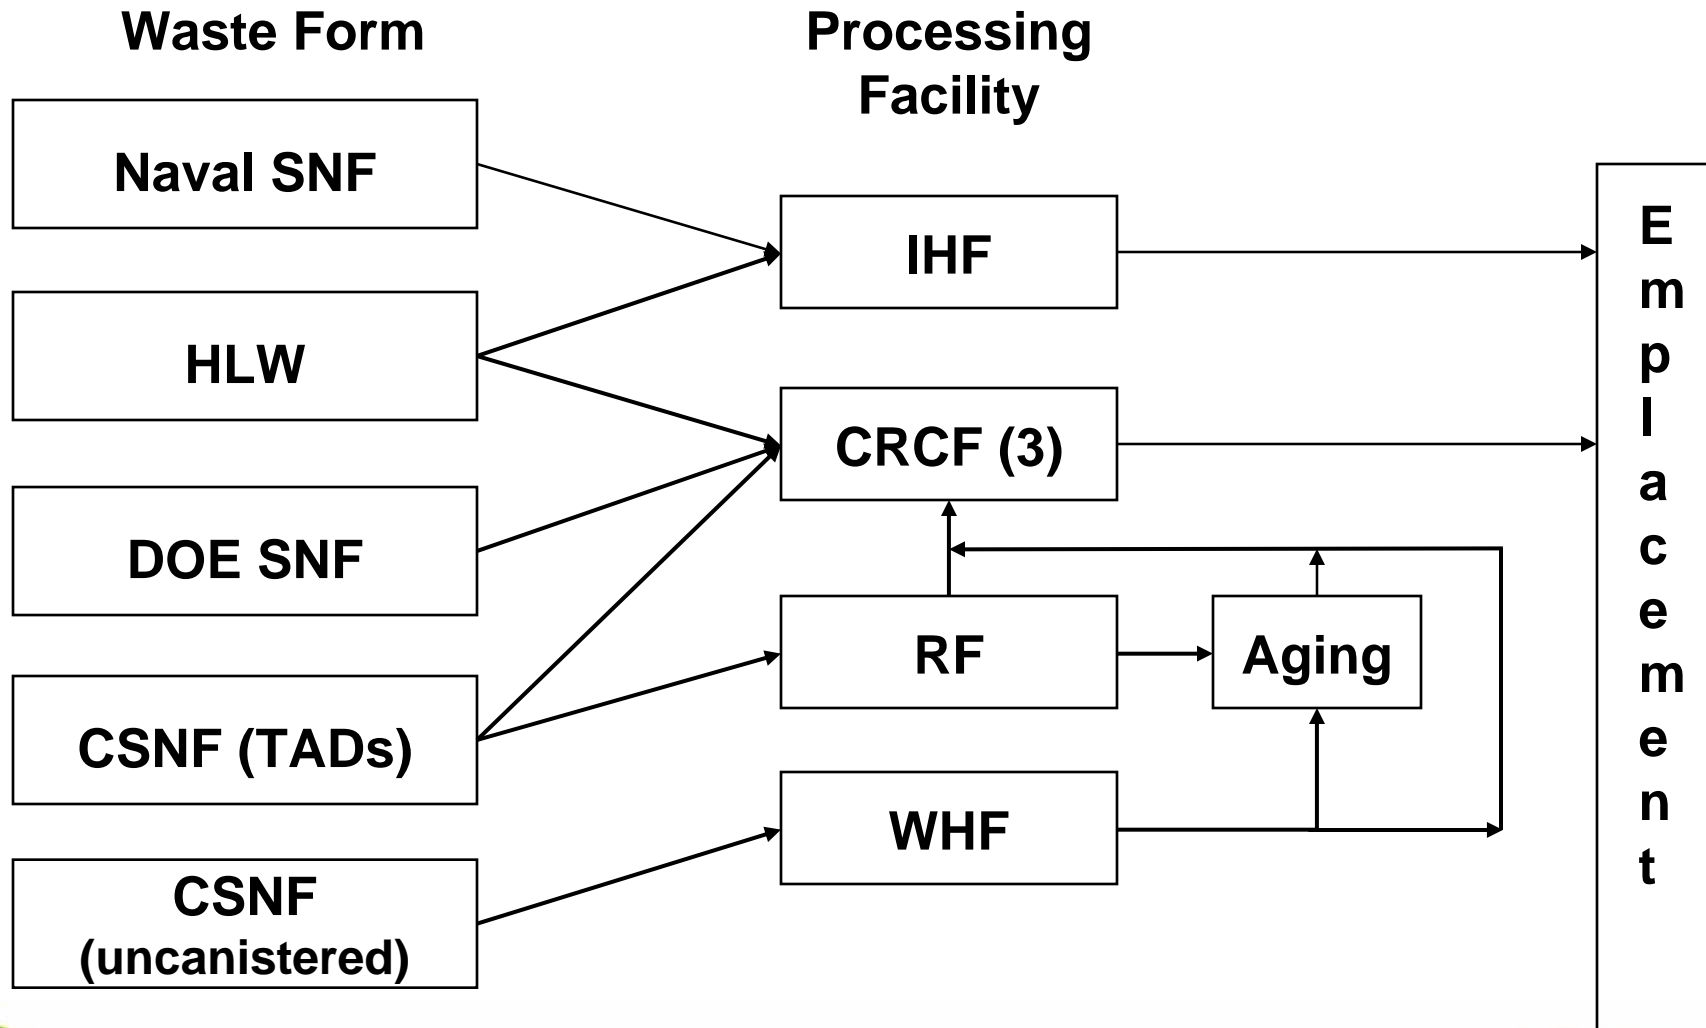 Waste Form
Processing
Facility
Naval SNF
HLW
DOE SNF
CSNF (TADs)
CSNF
(uncanistered)
IHF
CRCF (3)
RF
WHF
Aging
E
m
p
l
a
c
e
m
e
n
t